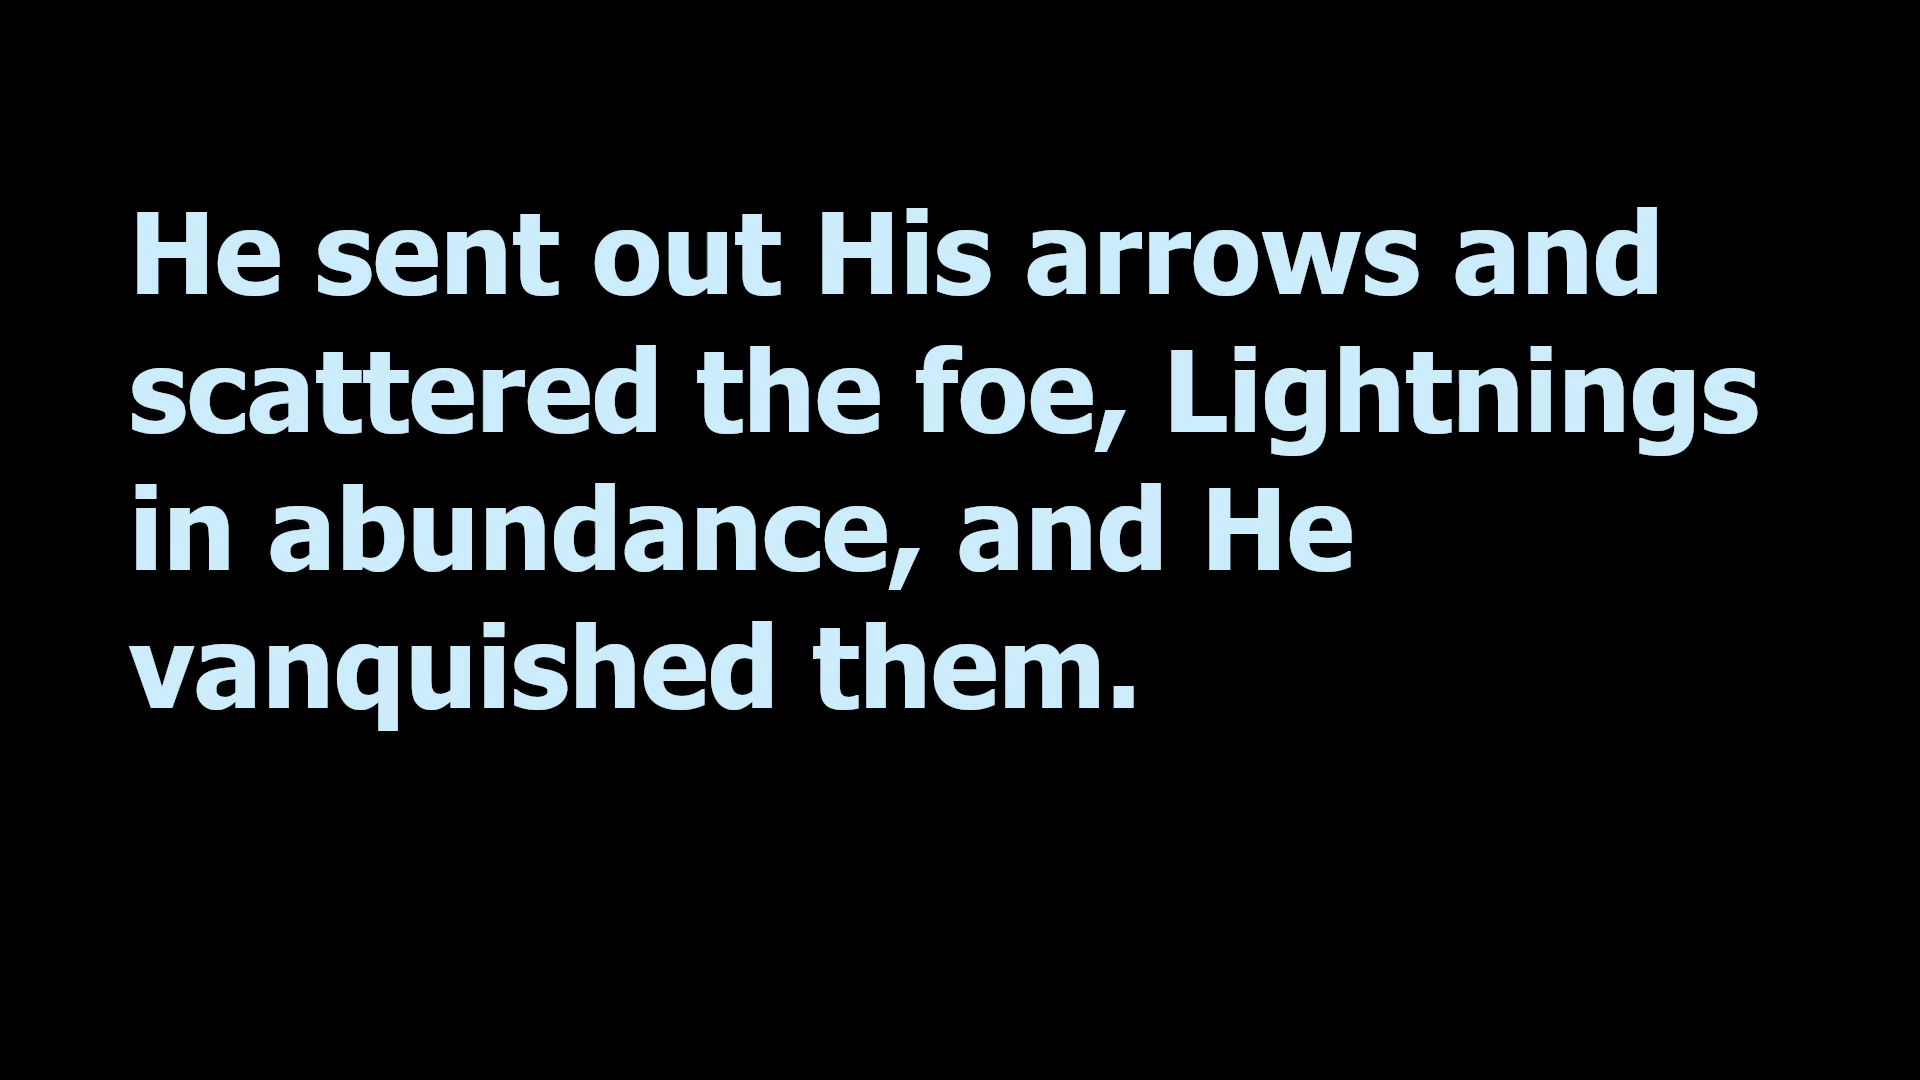 He sent out His arrows and
scattered the foe, Lightnings
in abundance, and He
vanquished them.